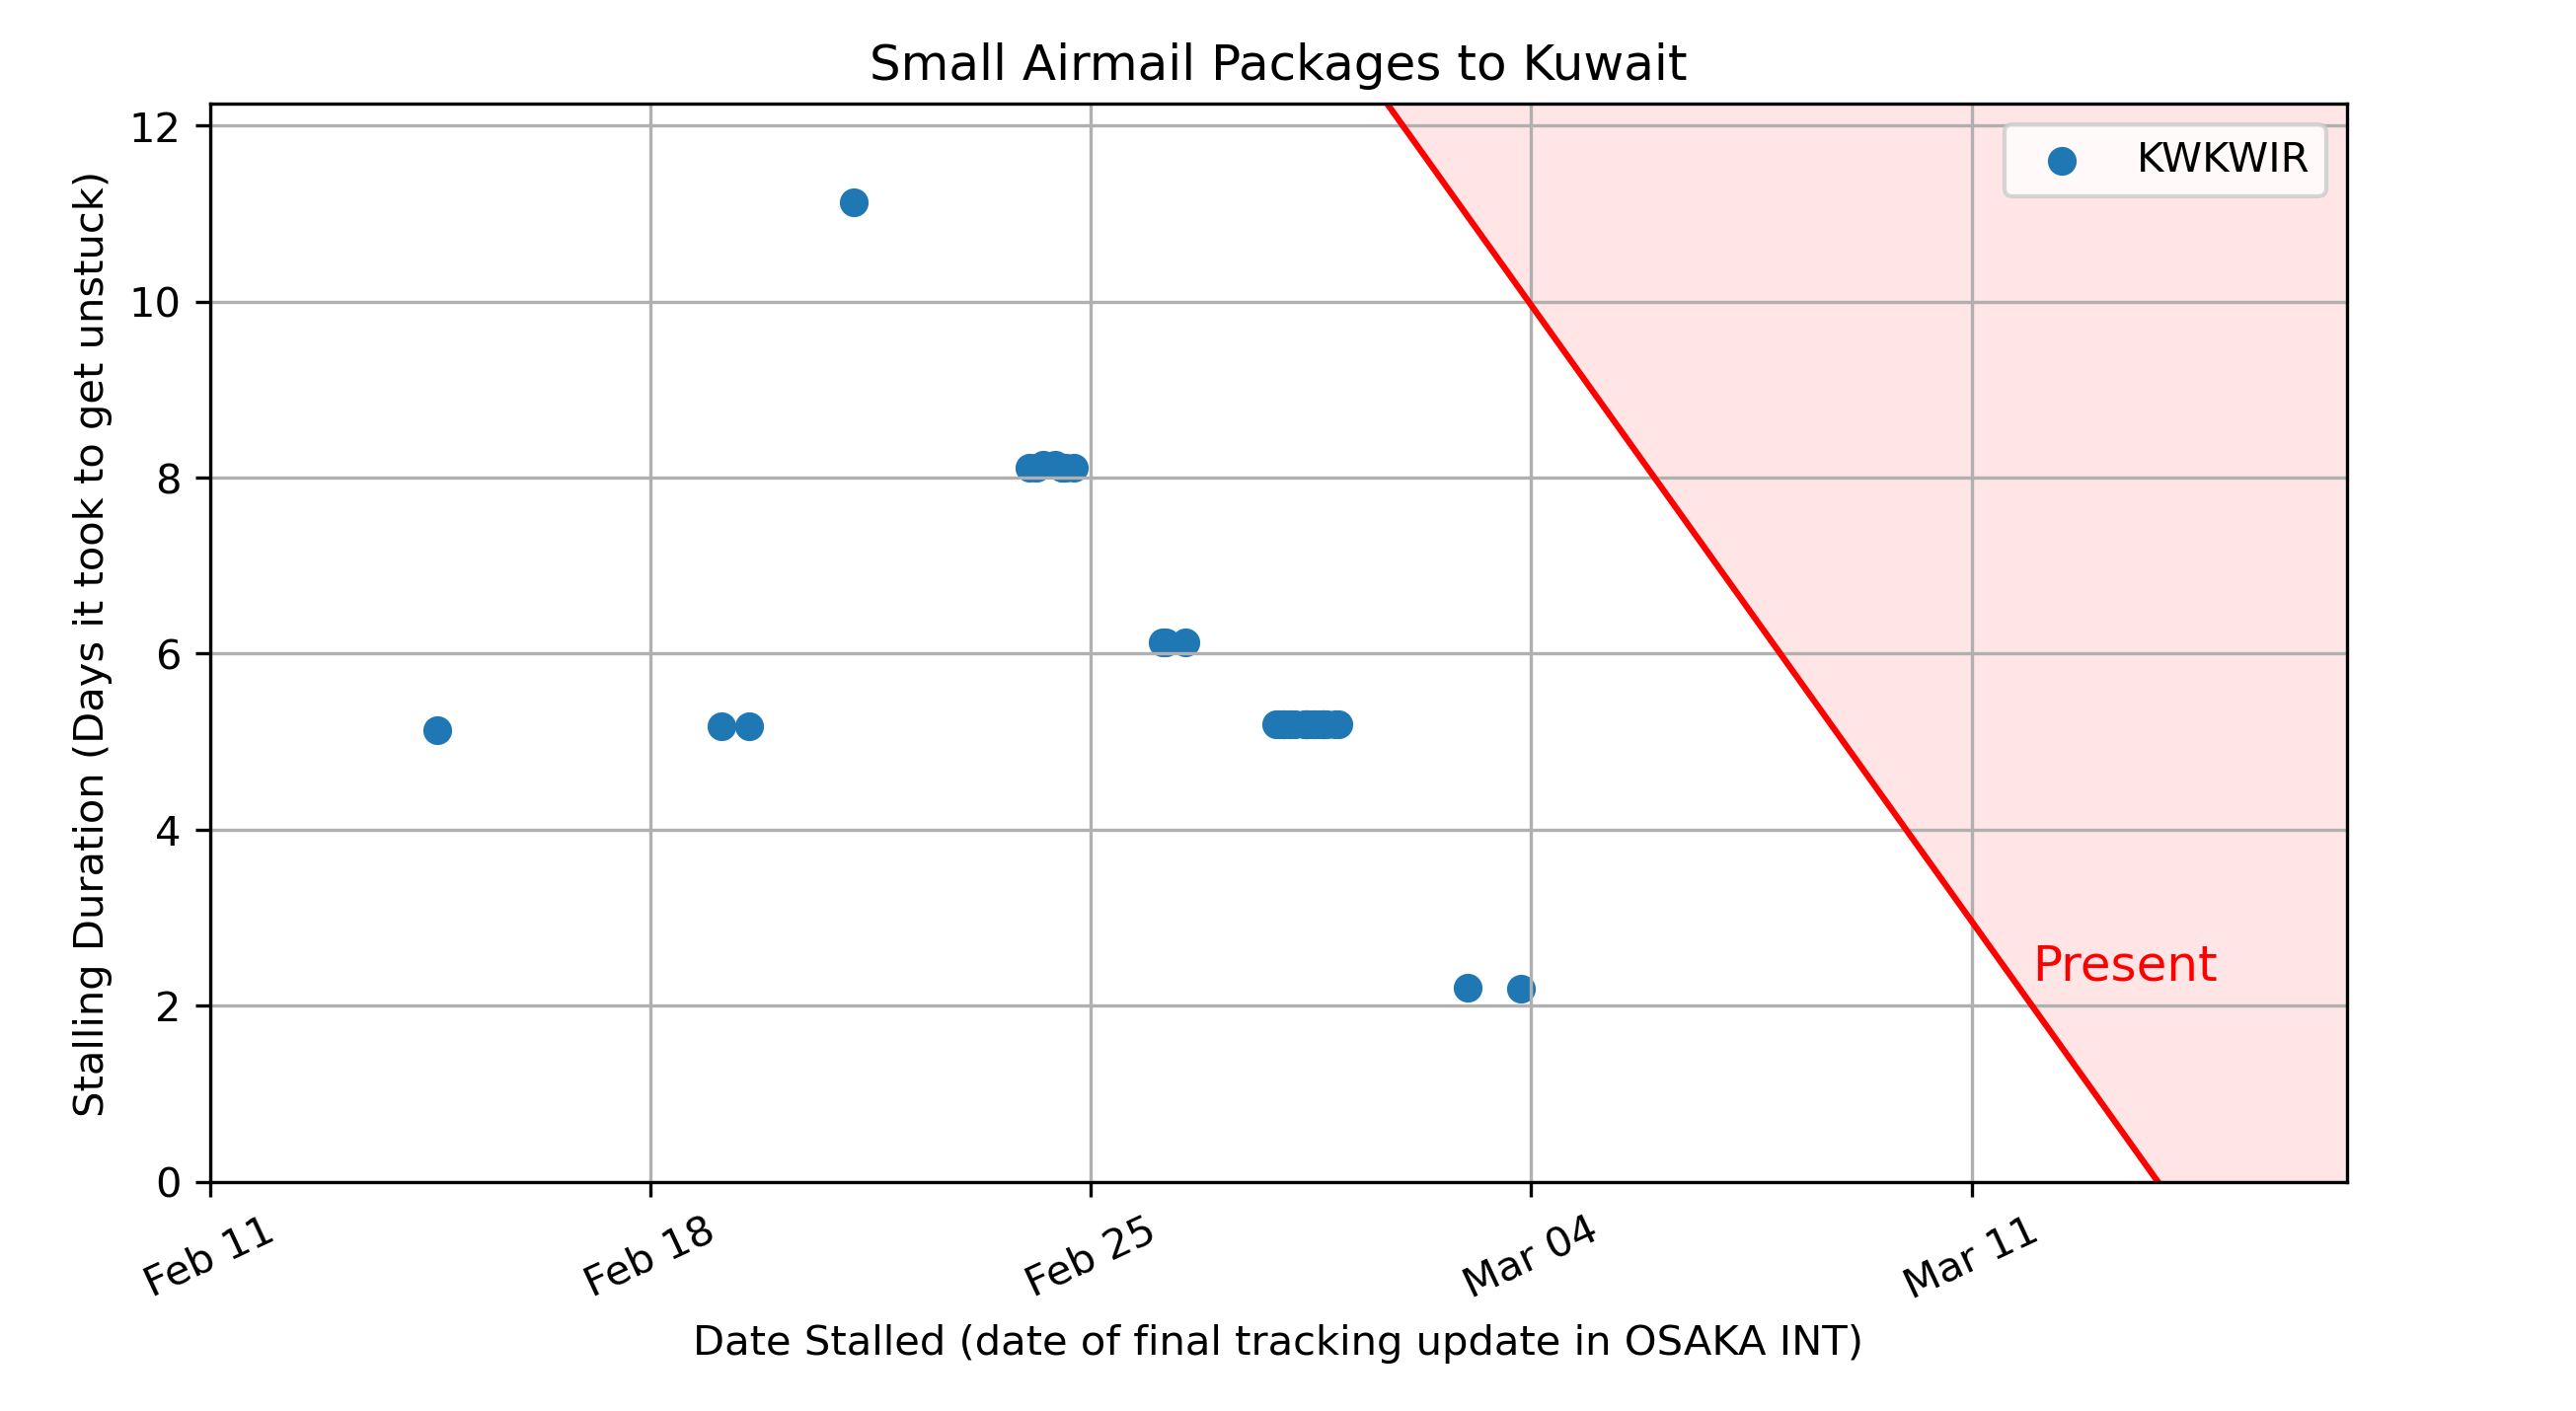 Small Airmail Packages to Kuwait
KWKWIR
Stalling Duration (Days it took to get unstuck)
12
10
8
6
4
2
0
Present
Feb 11
Feb 18
Feb 25
Mar 04
Mar 11
Date Stalled (date of final tracking update in OSAKA INT)